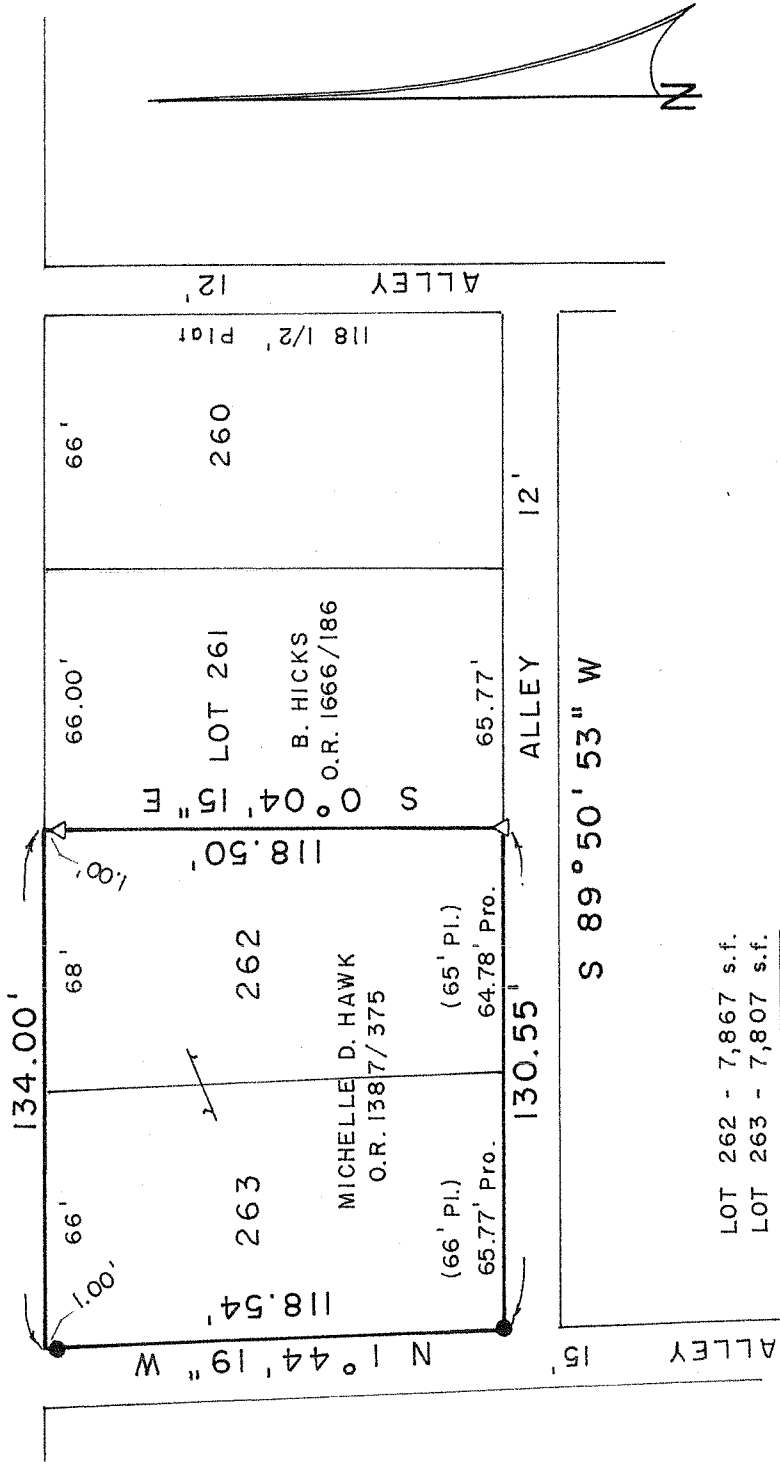 134.00'
66'
68'
66.00'
66'
1.00'
1.00'
263
262
LOT 261
260
N 1° 44' 19" W
118.54'
118.50'
S 0° 04' 15" E
118 1/2' Plat
12'
ALLEY
MICHELLE D. HAWK
O.R. 1387/375
B. HICKS
O.R. 1666/186
(66' Pl.)
65.77' Pro.
(65' Pl.)
64.78' Pro.
65.77'
130.55'
ALLEY
12'
S 89° 50' 53" W
15'
ALLEY
LOT 262 - 7,867 s.f.
LOT 263 - 7,807 s.f.
N